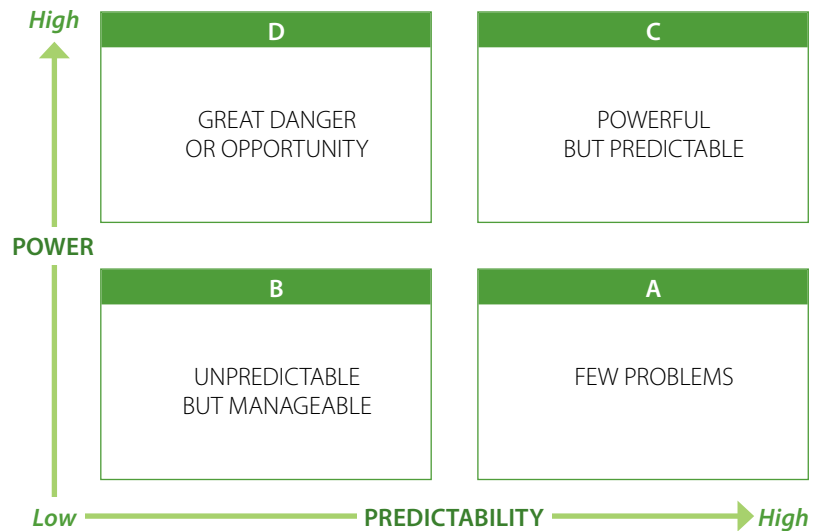 High
D
C
GREAT DANGER
OR OPPORTUNITY
POWERFUL
BUT PREDICTABLE
POWER
B
A
UNPREDICTABLE
BUT MANAGEABLE
FEW PROBLEMS
Low
PREDICTABILITY
High